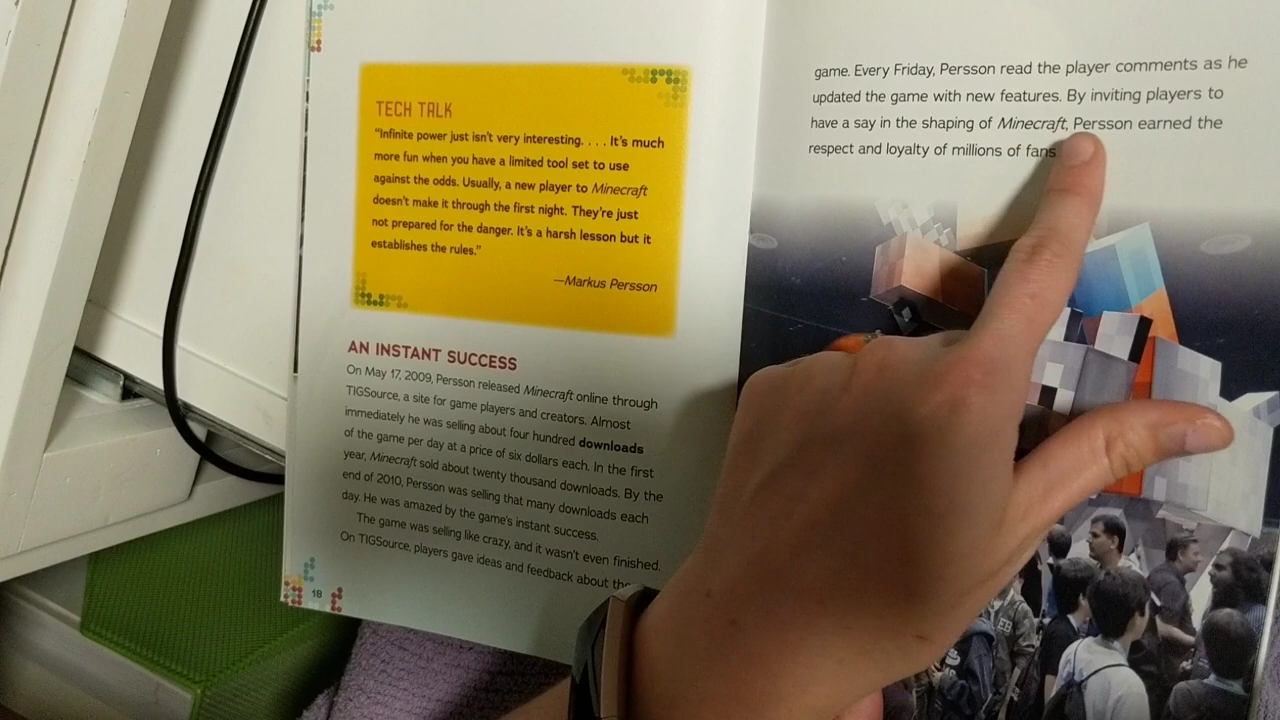 TECH TALK
"Infinite power just isn't very interesting. . . . It's much
more fun when you have a limited tool set to use
against the odds. Usually, a new player to Minecraft
doesn't make it through the first night. They're just
not prepared for the danger. It's a harsh lesson but it
establishes the rules."
—Markus Persson
AN INSTANT SUCCESS
On May 17, 2009, Persson released Minecraft online through
TIGSource, a site for game players and creators. Almost
immediately he was selling about four hundred downloads
of the game per day at a price of six dollars each. In the first
year, Minecraft sold about twenty thousand downloads. By the
end of 2010, Persson was selling that many downloads each
day. He was amazed by the game's instant success.
The game was selling like crazy, and it wasn't even finished.
On TIGSource, players gave ideas and feedback about the
18
game. Every Friday, Persson read the player comments as he
updated the game with new features. By inviting players to
have a say in the shaping of Minecraft, Persson earned the
respect and loyalty of millions of fans